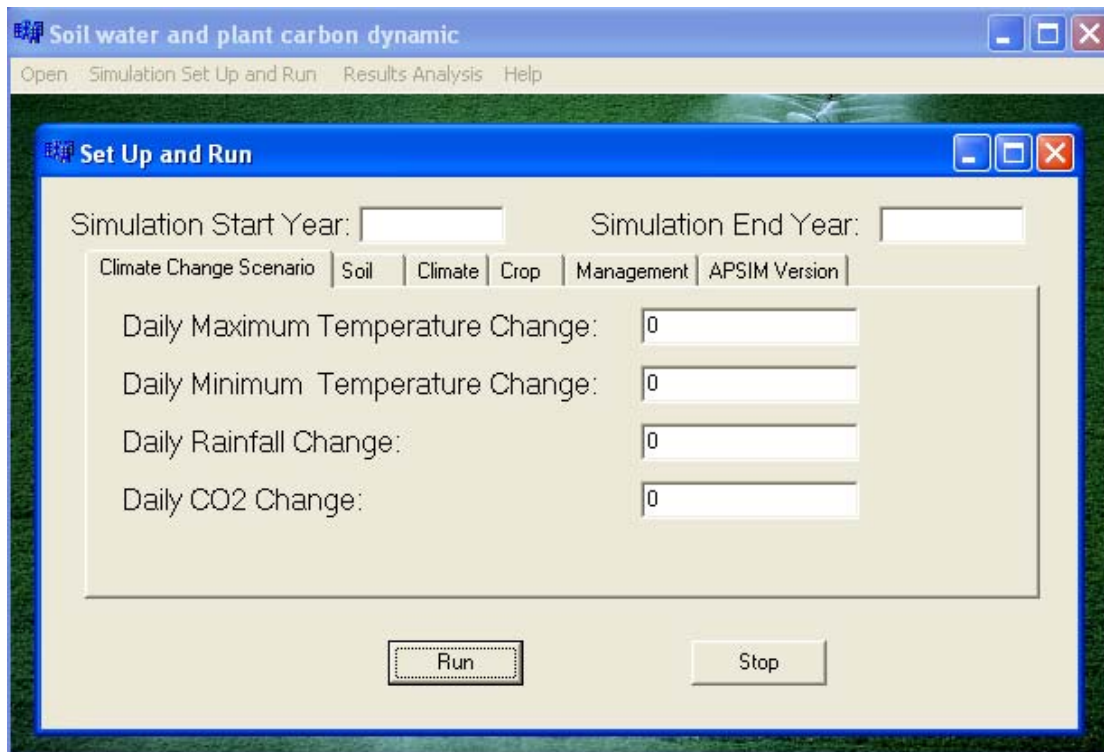 Soil water and plant carbon dynamic
Open Simulation Set Up and Run Results Analysis Help
Set Up and Run
Simulation Start Year: Simulation End Year:
Climate Change Scenario Soil Climate Crop Management APSIM Version
Daily Maximum Temperature Change: 0
Daily Minimum Temperature Change: 0
Daily Rainfall Change: 0
Daily CO2 Change: 0
Run Stop